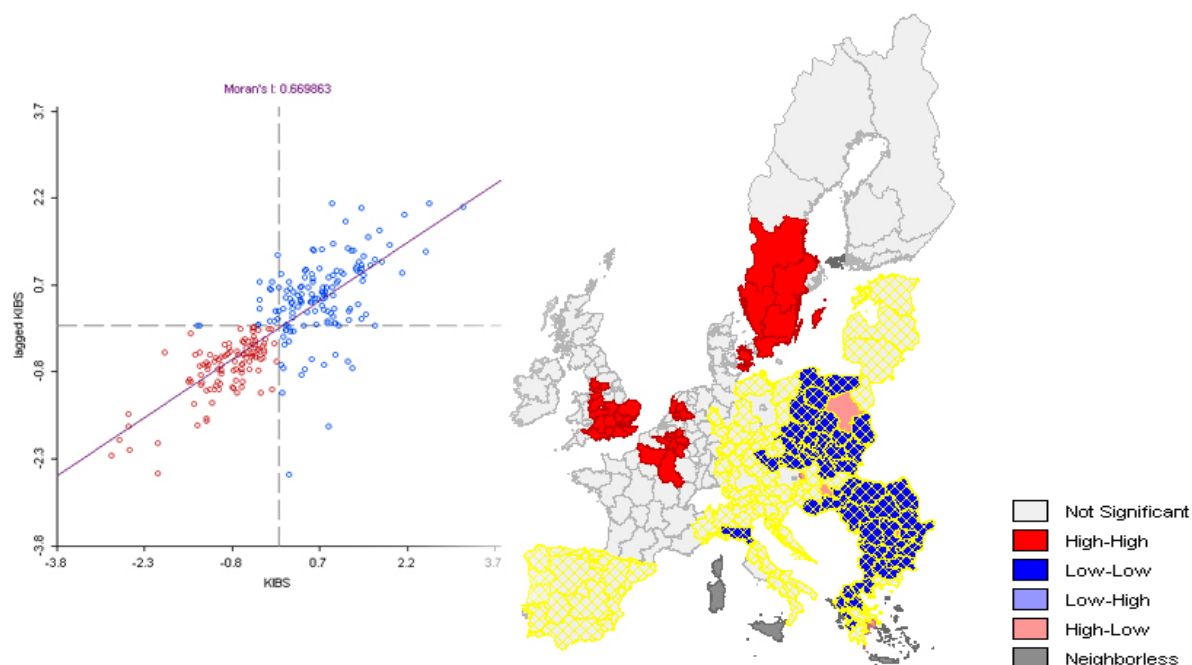 Moran's I: 0.669863
3.7
2.2
0.7
-0.8
-2.3
-3.8
lagged KIBS
-3.8 -2.3 -0.8 0.7 2.2 3.7
KIBS
Not Significant
High-High
Low-Low
Low-High
High-Low
Neighborless